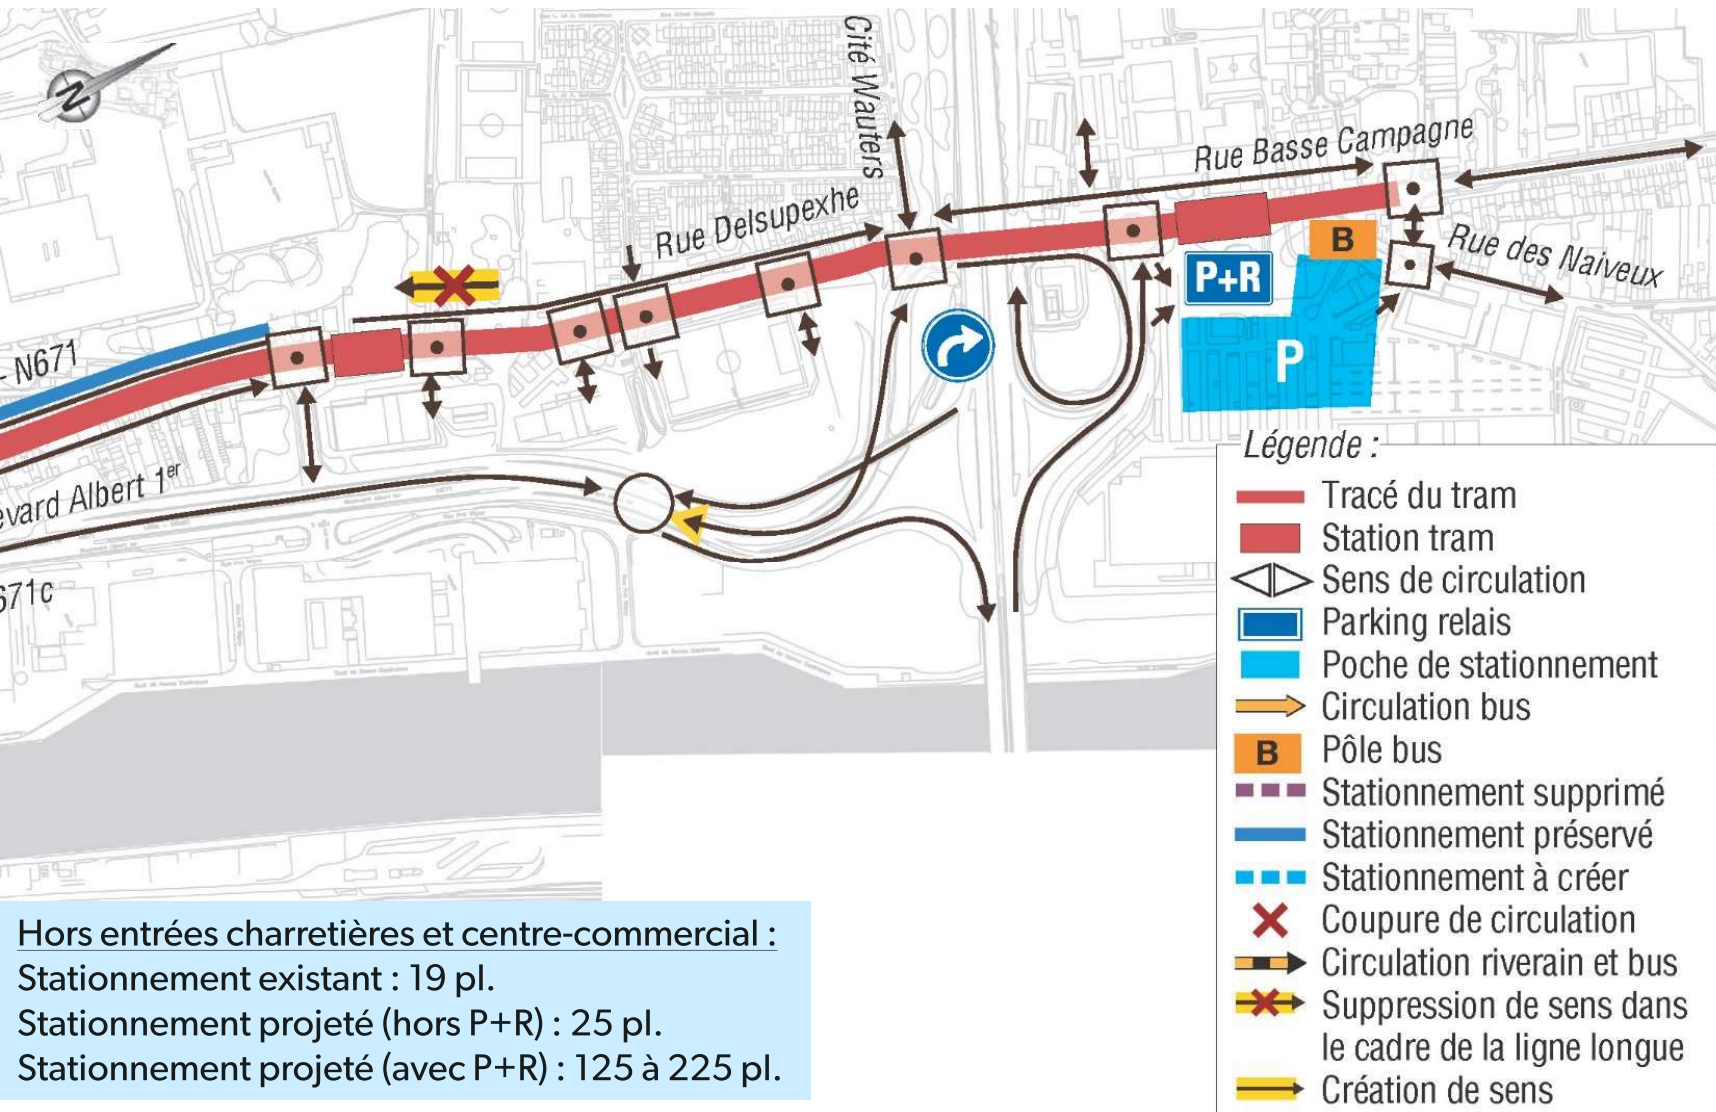 N
Cité Wauters
Rue Basse Campagne
Rue Delsupexhe
Rue des Naiveux
B
P+R
P
- N671
evard Albert 1er
671c
Légende :
Tracé du tram
Station tram
Sens de circulation
Parking relais
Poche de stationnement
Circulation bus
B Pôle bus
Stationnement supprimé
Stationnement préservé
Stationnement à créer
Coupure de circulation
Circulation riverain et bus
Suppression de sens dans
le cadre de la ligne longue
Création de sens
Hors entrées charretières et centre-commercial :
Stationnement existant : 19 pl.
Stationnement projeté (hors P+R) : 25 pl.
Stationnement projeté (avec P+R) : 125 à 225 pl.